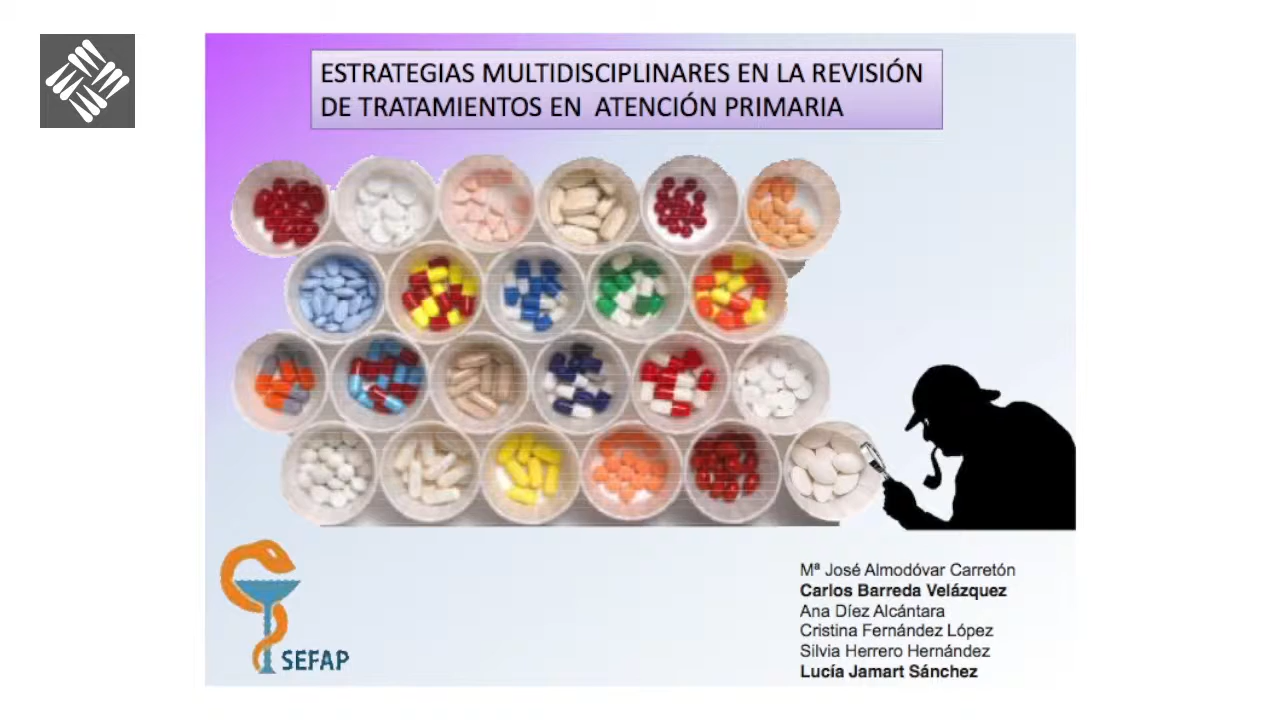 ESTRATEGIAS MULTIDISCIPLINARES EN LA REVISIÓN
DE TRATAMIENTOS EN ATENCIÓN PRIMARIA
Mª José Almodóvar Carretón
Carlos Barreda Velázquez
Ana Díez Alcántara
Cristina Fernández López
Silvia Herrero Hernández
Lucía Jamart Sánchez
SEFAP